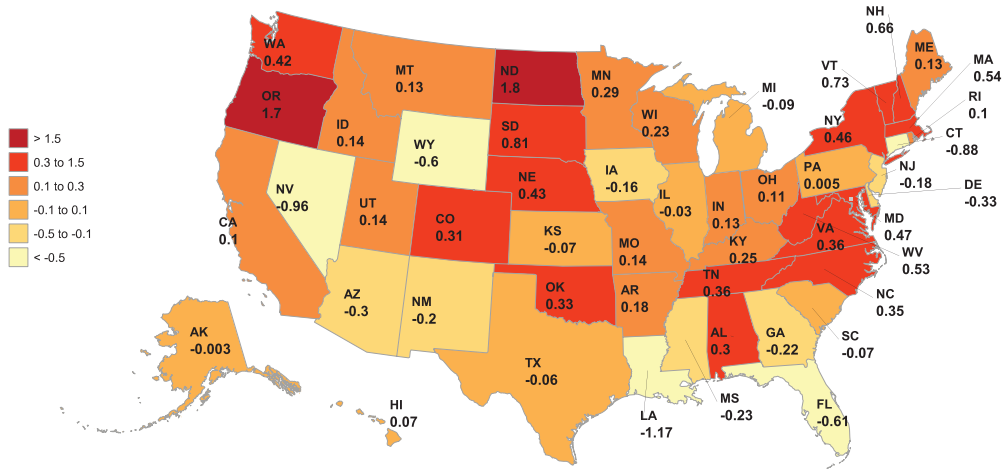 NH
0.66
WA
0.42
MT
0.13
ND
1.8
MN
0.29
VT
0.73
ME
0.13
MA
0.54
OR
1.7
ID
0.14
WY
-0.6
SD
0.81
WI
0.23
MI
-0.09
NY
0.46
RI
0.1
CT
-0.88
> 1.5
0.3 to 1.5
0.1 to 0.3
-0.1 to 0.1
-0.5 to -0.1
< -0.5
NV
-0.96
UT
0.14
CO
0.31
NE
0.43
IA
-0.16
IL
-0.03
IN
0.13
OH
0.11
PA
0.005
NJ
-0.18
DE
-0.33
CA
0.1
KS
-0.07
MO
0.14
KY
0.25
VA
0.36
MD
0.47
WV
0.53
AZ
-0.3
NM
-0.2
OK
0.33
AR
0.18
TN
0.36
NC
0.35
AK
-0.003
TX
-0.06
AL
0.3
GA
-0.22
SC
-0.07
HI
0.07
LA
-1.17
MS
-0.23
FL
-0.61